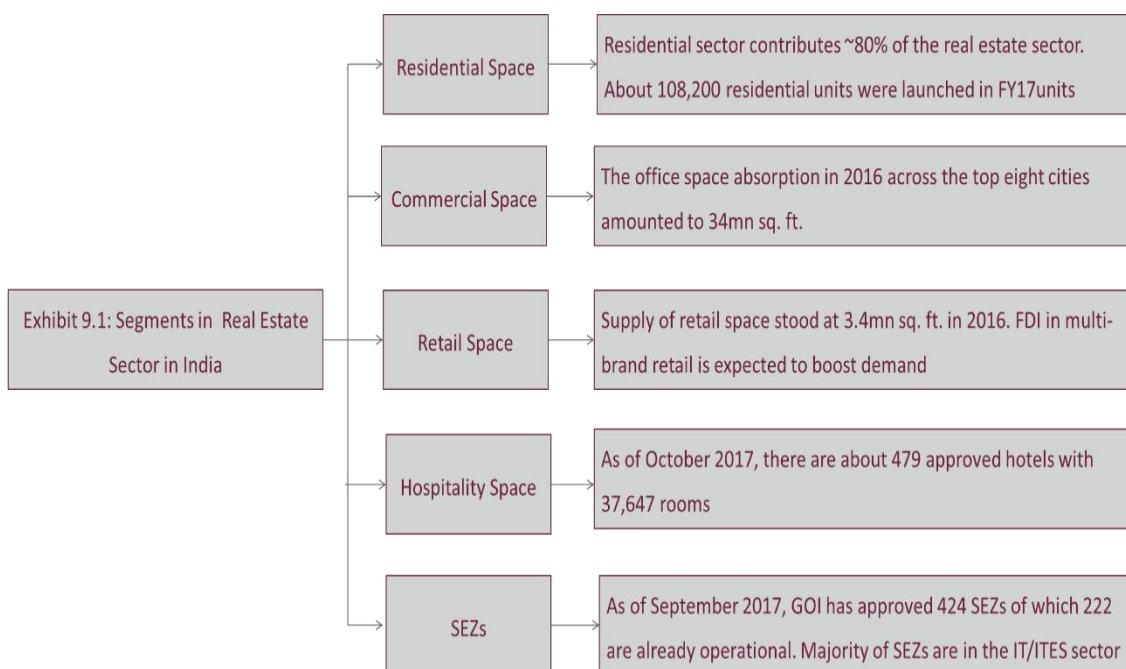 Exhibit 9.1: Segments in Real Estate
Sector in India
Residential Space
Residential sector contributes ~80% of the real estate sector.
About 108,200 residential units were launched in FY17units
Commercial Space
The office space absorption in 2016 across the top eight cities
amounted to 34mn sq. ft.
Retail Space
Supply of retail space stood at 3.4mn sq. ft. in 2016. FDI in multi-
brand retail is expected to boost demand
Hospitality Space
As of October 2017, there are about 479 approved hotels with
37,647 rooms
SEZs
As of September 2017, GOI has approved 424 SEZs of which 222
are already operational. Majority of SEZs are in the IT/ITES sector